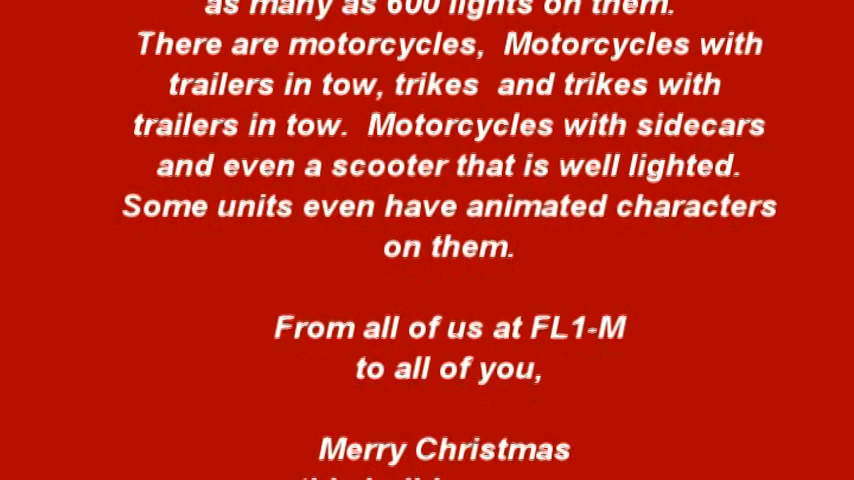 as many as 600 lights on them.
There are motorcycles,  Motorcycles with
trailers in tow, trikes  and trikes with
trailers in tow.  Motorcycles with sidecars
and even a scooter that is well lighted.
Some units even have animated characters
on them.
From all of us at FL1-M
to all of you,
Merry Christmas